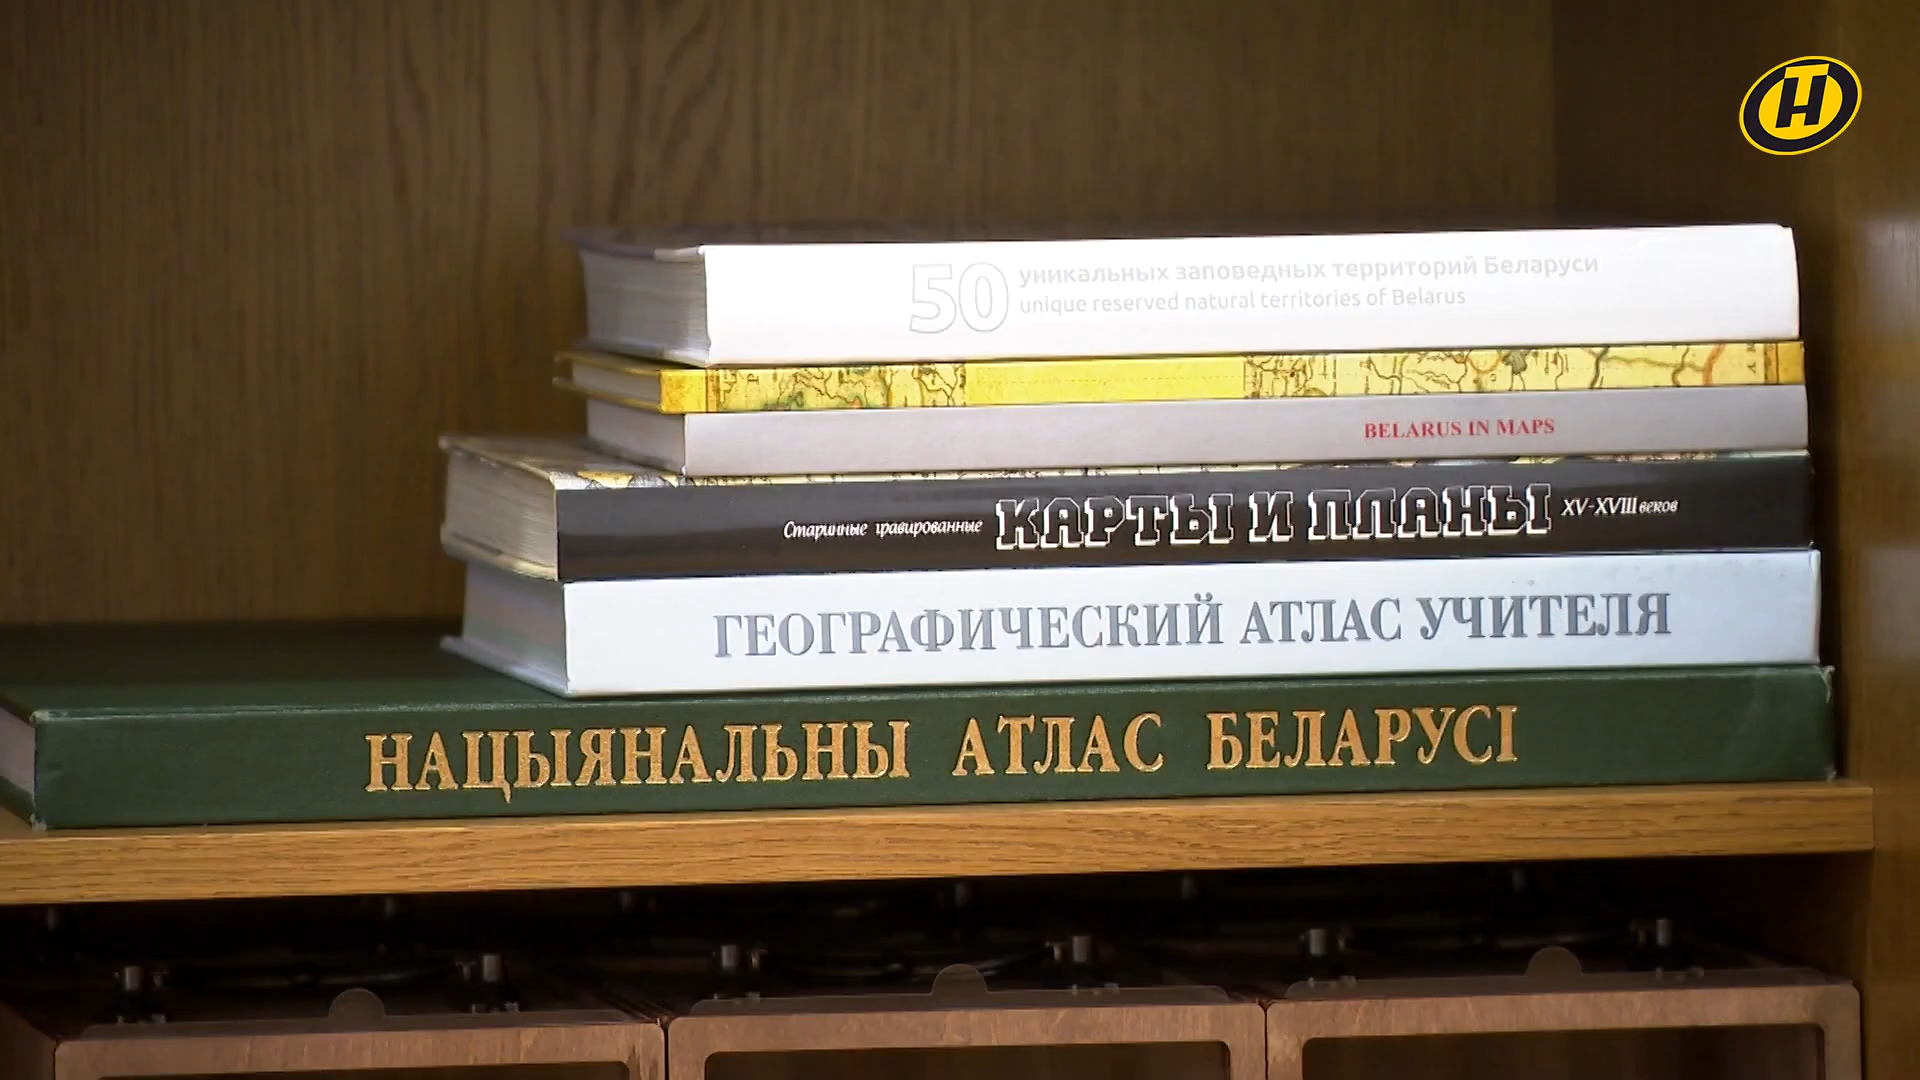 50 уникальных заповедных территорий Беларуси
unique reserved natural territories of Belarus
BELARUS IN MAPS
Старинные гравированные КАРТЫ И ПЛАНЫ XV-XVIII веков
ГЕОГРАФИЧЕСКИЙ АТЛАС УЧИТЕЛЯ
НАЦЫЯНАЛЬНЫ АТЛАС БЕЛАРУСІ